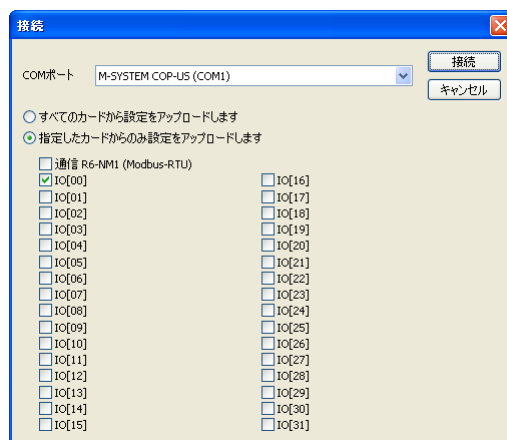 接続
COMポート M-SYSTEM COP-US (COM1)
接続
キャンセル
すべてのカードから設定をアップロードします
指定したカードからのみ設定をアップロードします
通信 R6-NM1 (Modbus-RTU)
IO[00] IO[16]
IO[01] IO[17]
IO[02] IO[18]
IO[03] IO[19]
IO[04] IO[20]
IO[05] IO[21]
IO[06] IO[22]
IO[07] IO[23]
IO[08] IO[24]
IO[09] IO[25]
IO[10] IO[26]
IO[11] IO[27]
IO[12] IO[28]
IO[13] IO[29]
IO[14] IO[30]
IO[15] IO[31]